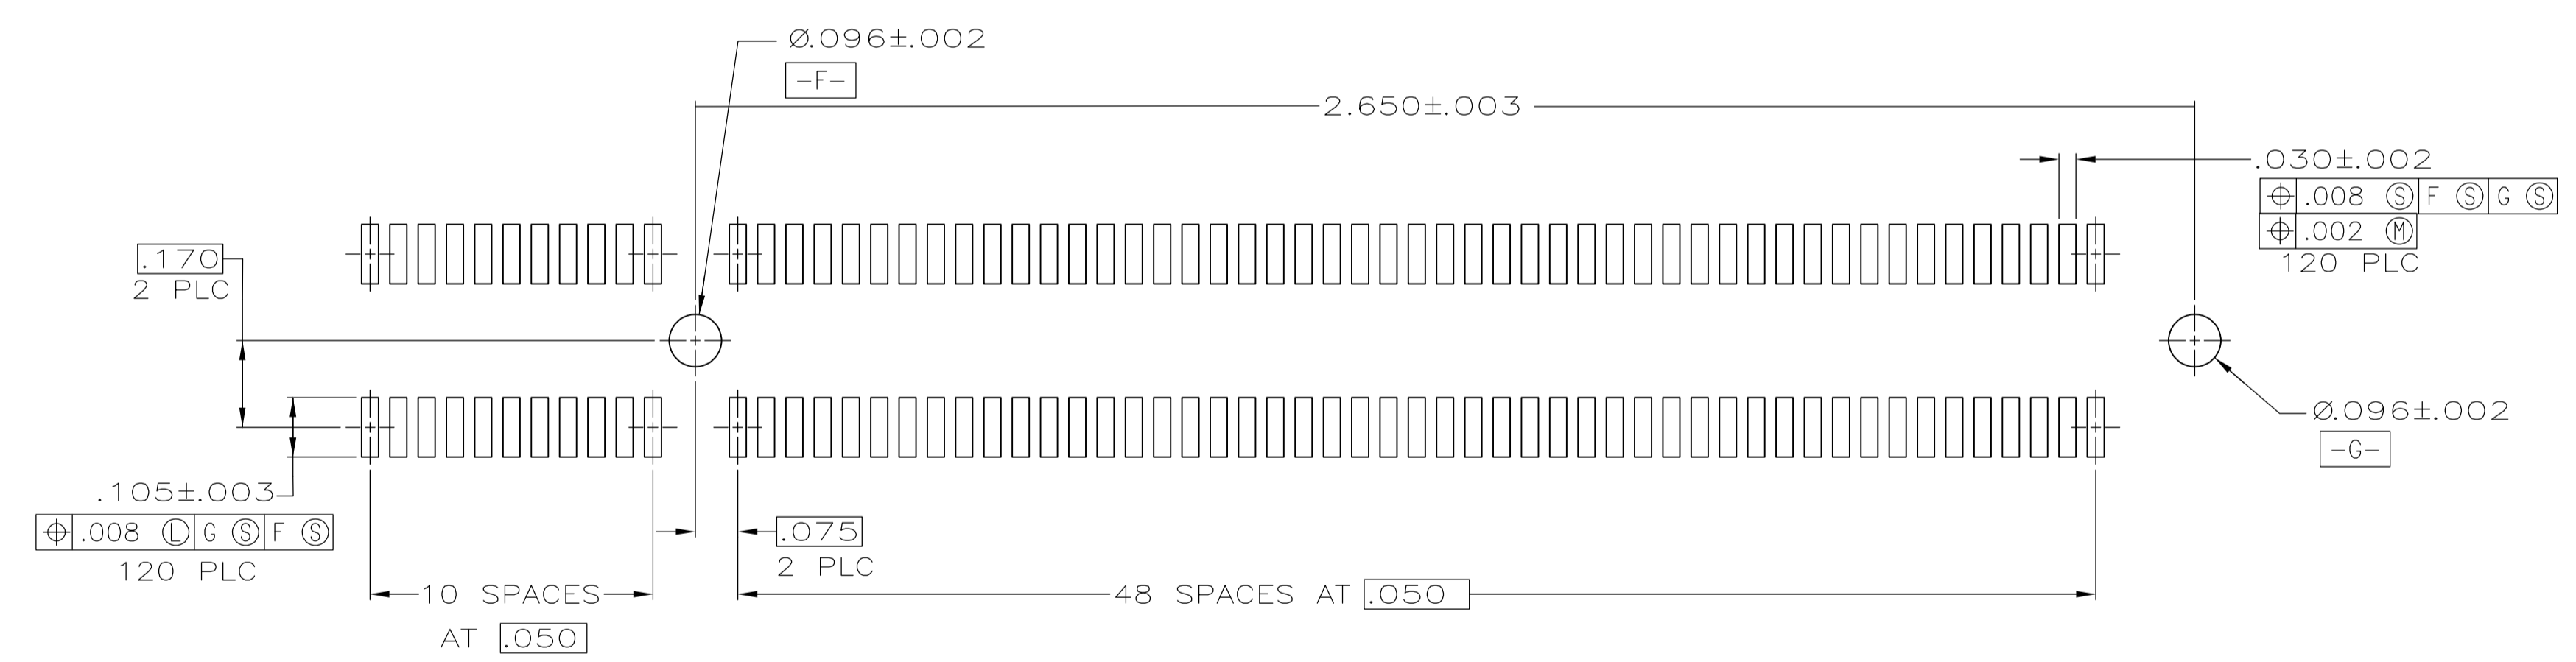 Ø.096±.002
-F-
2.650±.003
.030±.002
⌖ .008 Ⓢ F Ⓢ G Ⓢ
⌖ .002 Ⓜ
120 PLC
.170
2 PLC
Ø.096±.002
-G-
.105±.003
⌖ .008 Ⓛ G Ⓢ F Ⓢ
120 PLC
.075
2 PLC
10 SPACES
AT .050
48 SPACES AT .050